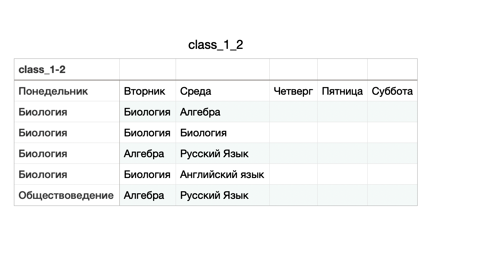 class_1_2
class_1-2
Понедельник Вторник Среда Четверг Пятница Суббота
Биология Биология Алгебра
Биология Биология Биология
Биология Алгебра Русский Язык
Биология Биология Английский язык
Обществоведение Алгебра Русский Язык